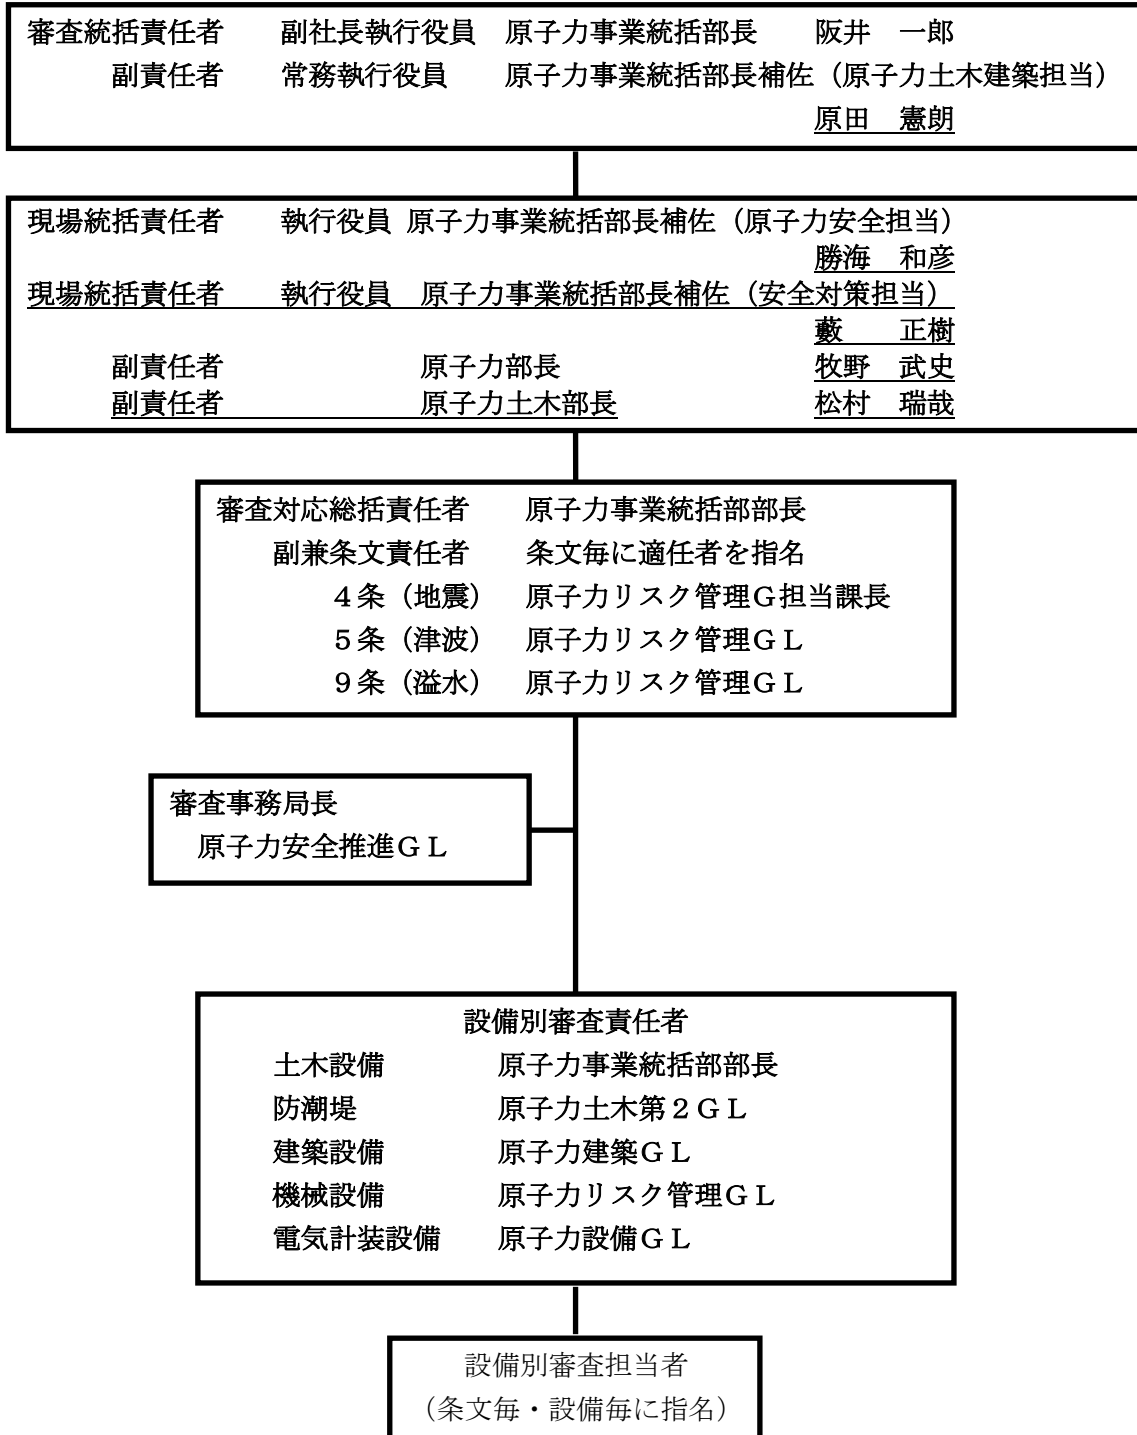 審査統括責任者　　副社長執行役員　原子力事業統括部長　　阪井　一郎
副責任者　　常務執行役員　　原子力事業統括部長補佐（原子力土木建築担当）
原田　憲朗
現場統括責任者　　執行役員 原子力事業統括部長補佐（原子力安全担当）
勝海　和彦
現場統括責任者　　執行役員　原子力事業統括部長補佐（安全対策担当）
藪　　正樹
副責任者　　原子力部長　　牧野　武史
副責任者　　原子力土木部長　　松村　瑞哉
審査対応総括責任者　　原子力事業統括部部長
副兼条文責任者　　条文毎に適任者を指名
４条（地震）　原子力リスク管理Ｇ担当課長
５条（津波）　原子力リスク管理ＧＬ
９条（溢水）　原子力リスク管理ＧＬ
審査事務局長
原子力安全推進ＧＬ
設備別審査責任者
土木設備　　原子力事業統括部部長
防潮堤　　原子力土木第２ＧＬ
建築設備　　原子力建築ＧＬ
機械設備　　原子力リスク管理ＧＬ
電気計装設備　　原子力設備ＧＬ
設備別審査担当者
（条文毎・設備毎に指名）